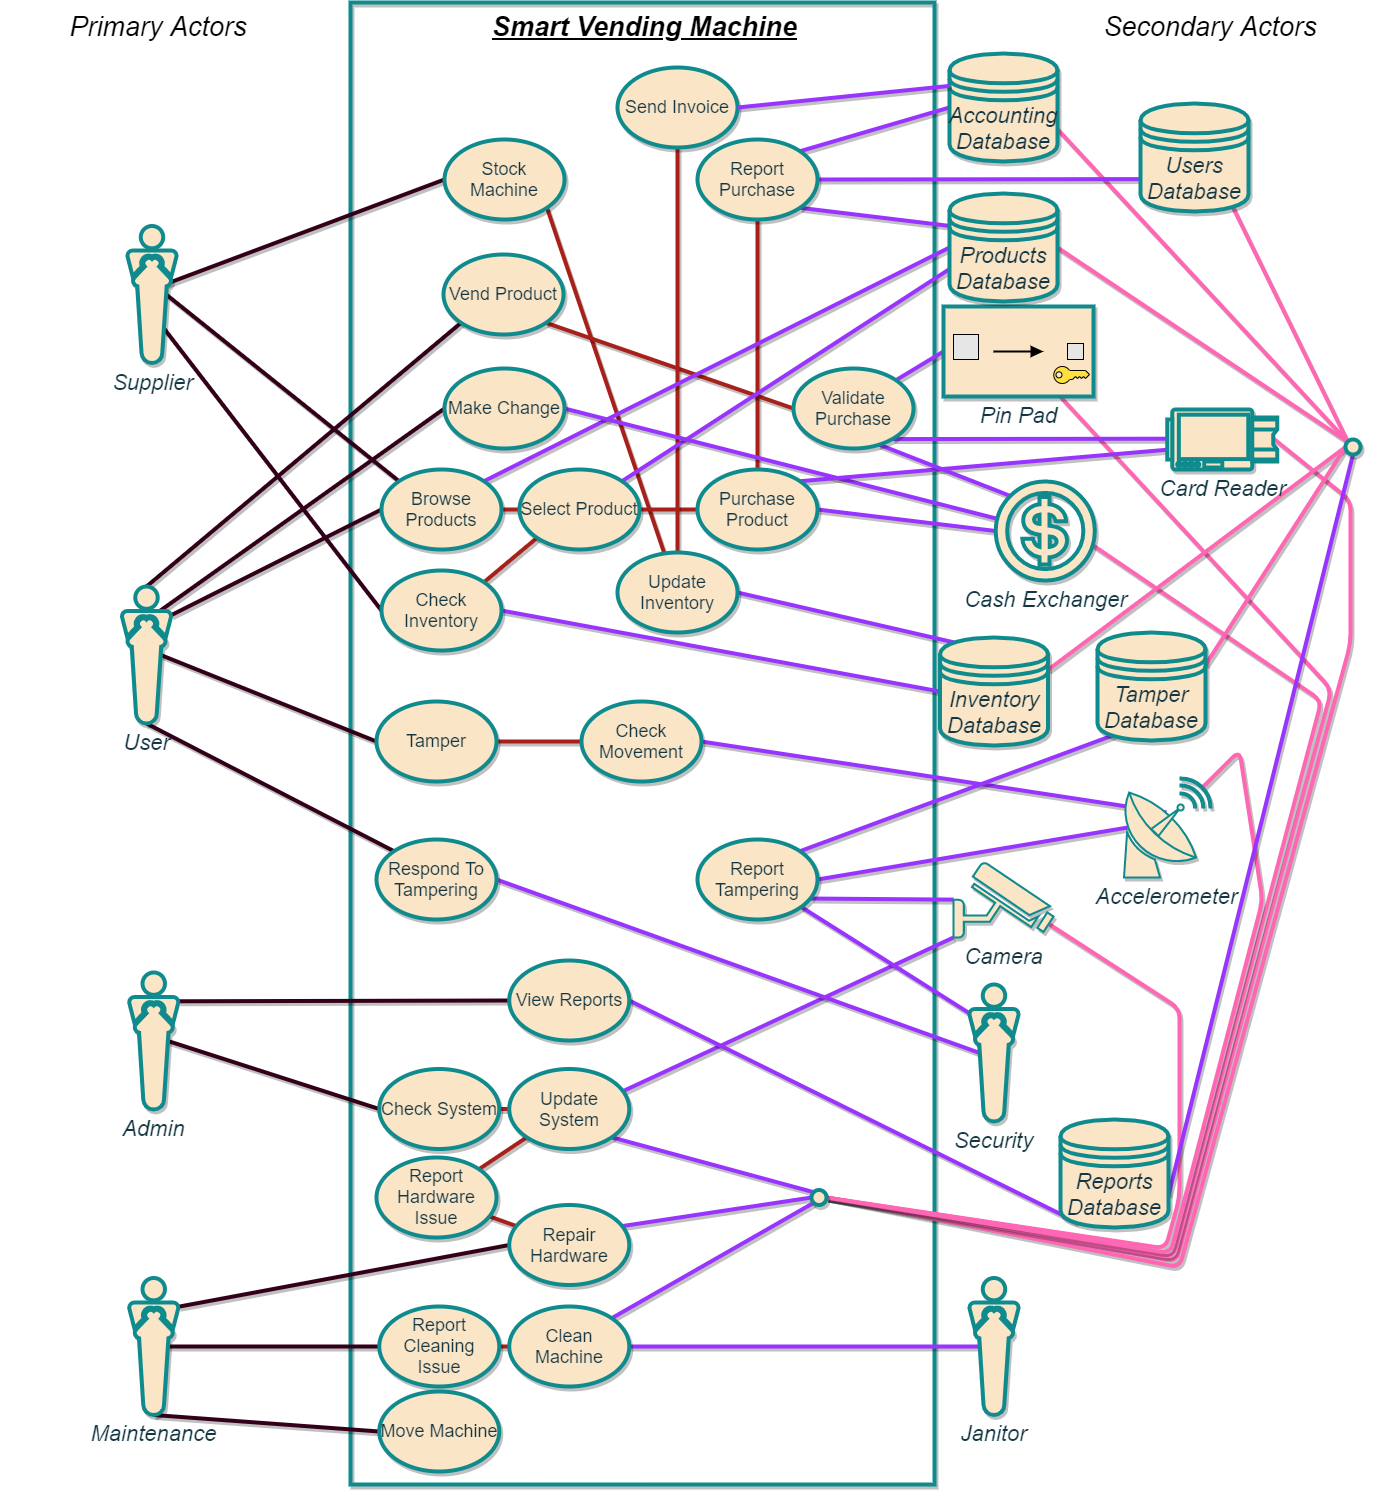 Primary Actors
Smart Vending Machine
Secondary Actors
Send Invoice
Accounting
Database
Stock
Machine
Report
Purchase
Users
Database
Products
Database
Vend Product
Supplier
Make Change
Validate
Purchase
Pin Pad
Browse
Products
Select Product
Purchase
Product
Card Reader
Check
Inventory
Update
Inventory
Cash Exchanger
Inventory
Database
Tamper
Database
User
Tamper
Check
Movement
Respond To
Tampering
Report
Tampering
Accelerometer
Camera
View Reports
Admin
Check System
Update
System
Security
Report
Hardware
Issue
Reports
Database
Repair
Hardware
Report
Cleaning
Issue
Clean
Machine
Maintenance
Move Machine
Janitor